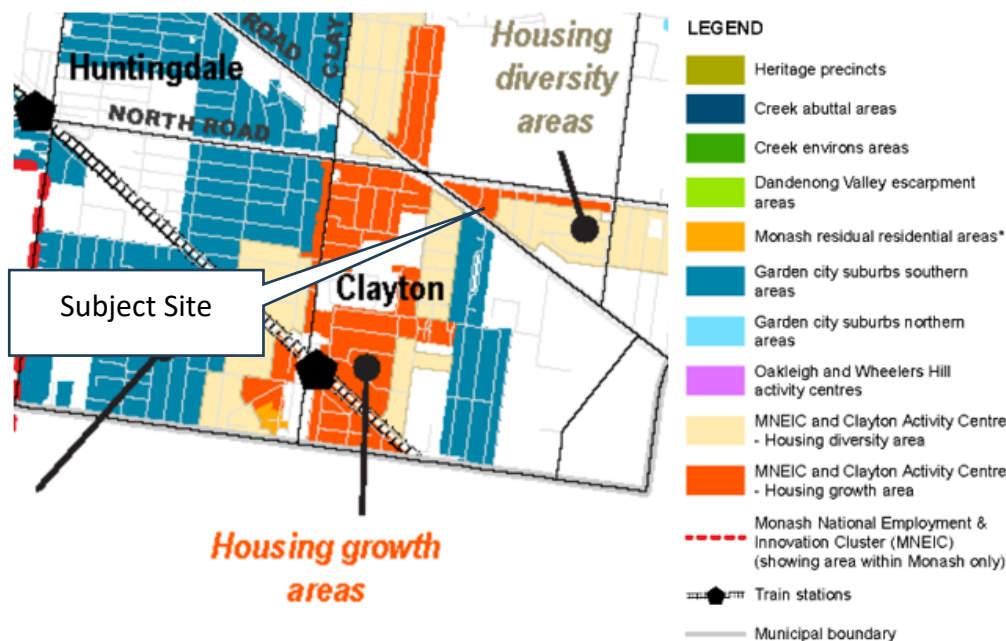 ROAD
CLAY
Huntingdale
NORTH ROAD
Housing
diversity
areas
Subject Site
Clayton
Housing growth
areas
LEGEND
Heritage precincts
Creek abuttal areas
Creek environs areas
Dandenong Valley escarpment
areas
Monash residual residential areas*
Garden city suburbs southern
areas
Garden city suburbs northern
areas
Oakleigh and Wheelers Hill
activity centres
MNEIC and Clayton Activity Centre
- Housing diversity area
MNEIC and Clayton Activity Centre
- Housing growth area
Monash National Employment &
Innovation Cluster (MNEIC)
(showing area within Monash only)
Train stations
Municipal boundary